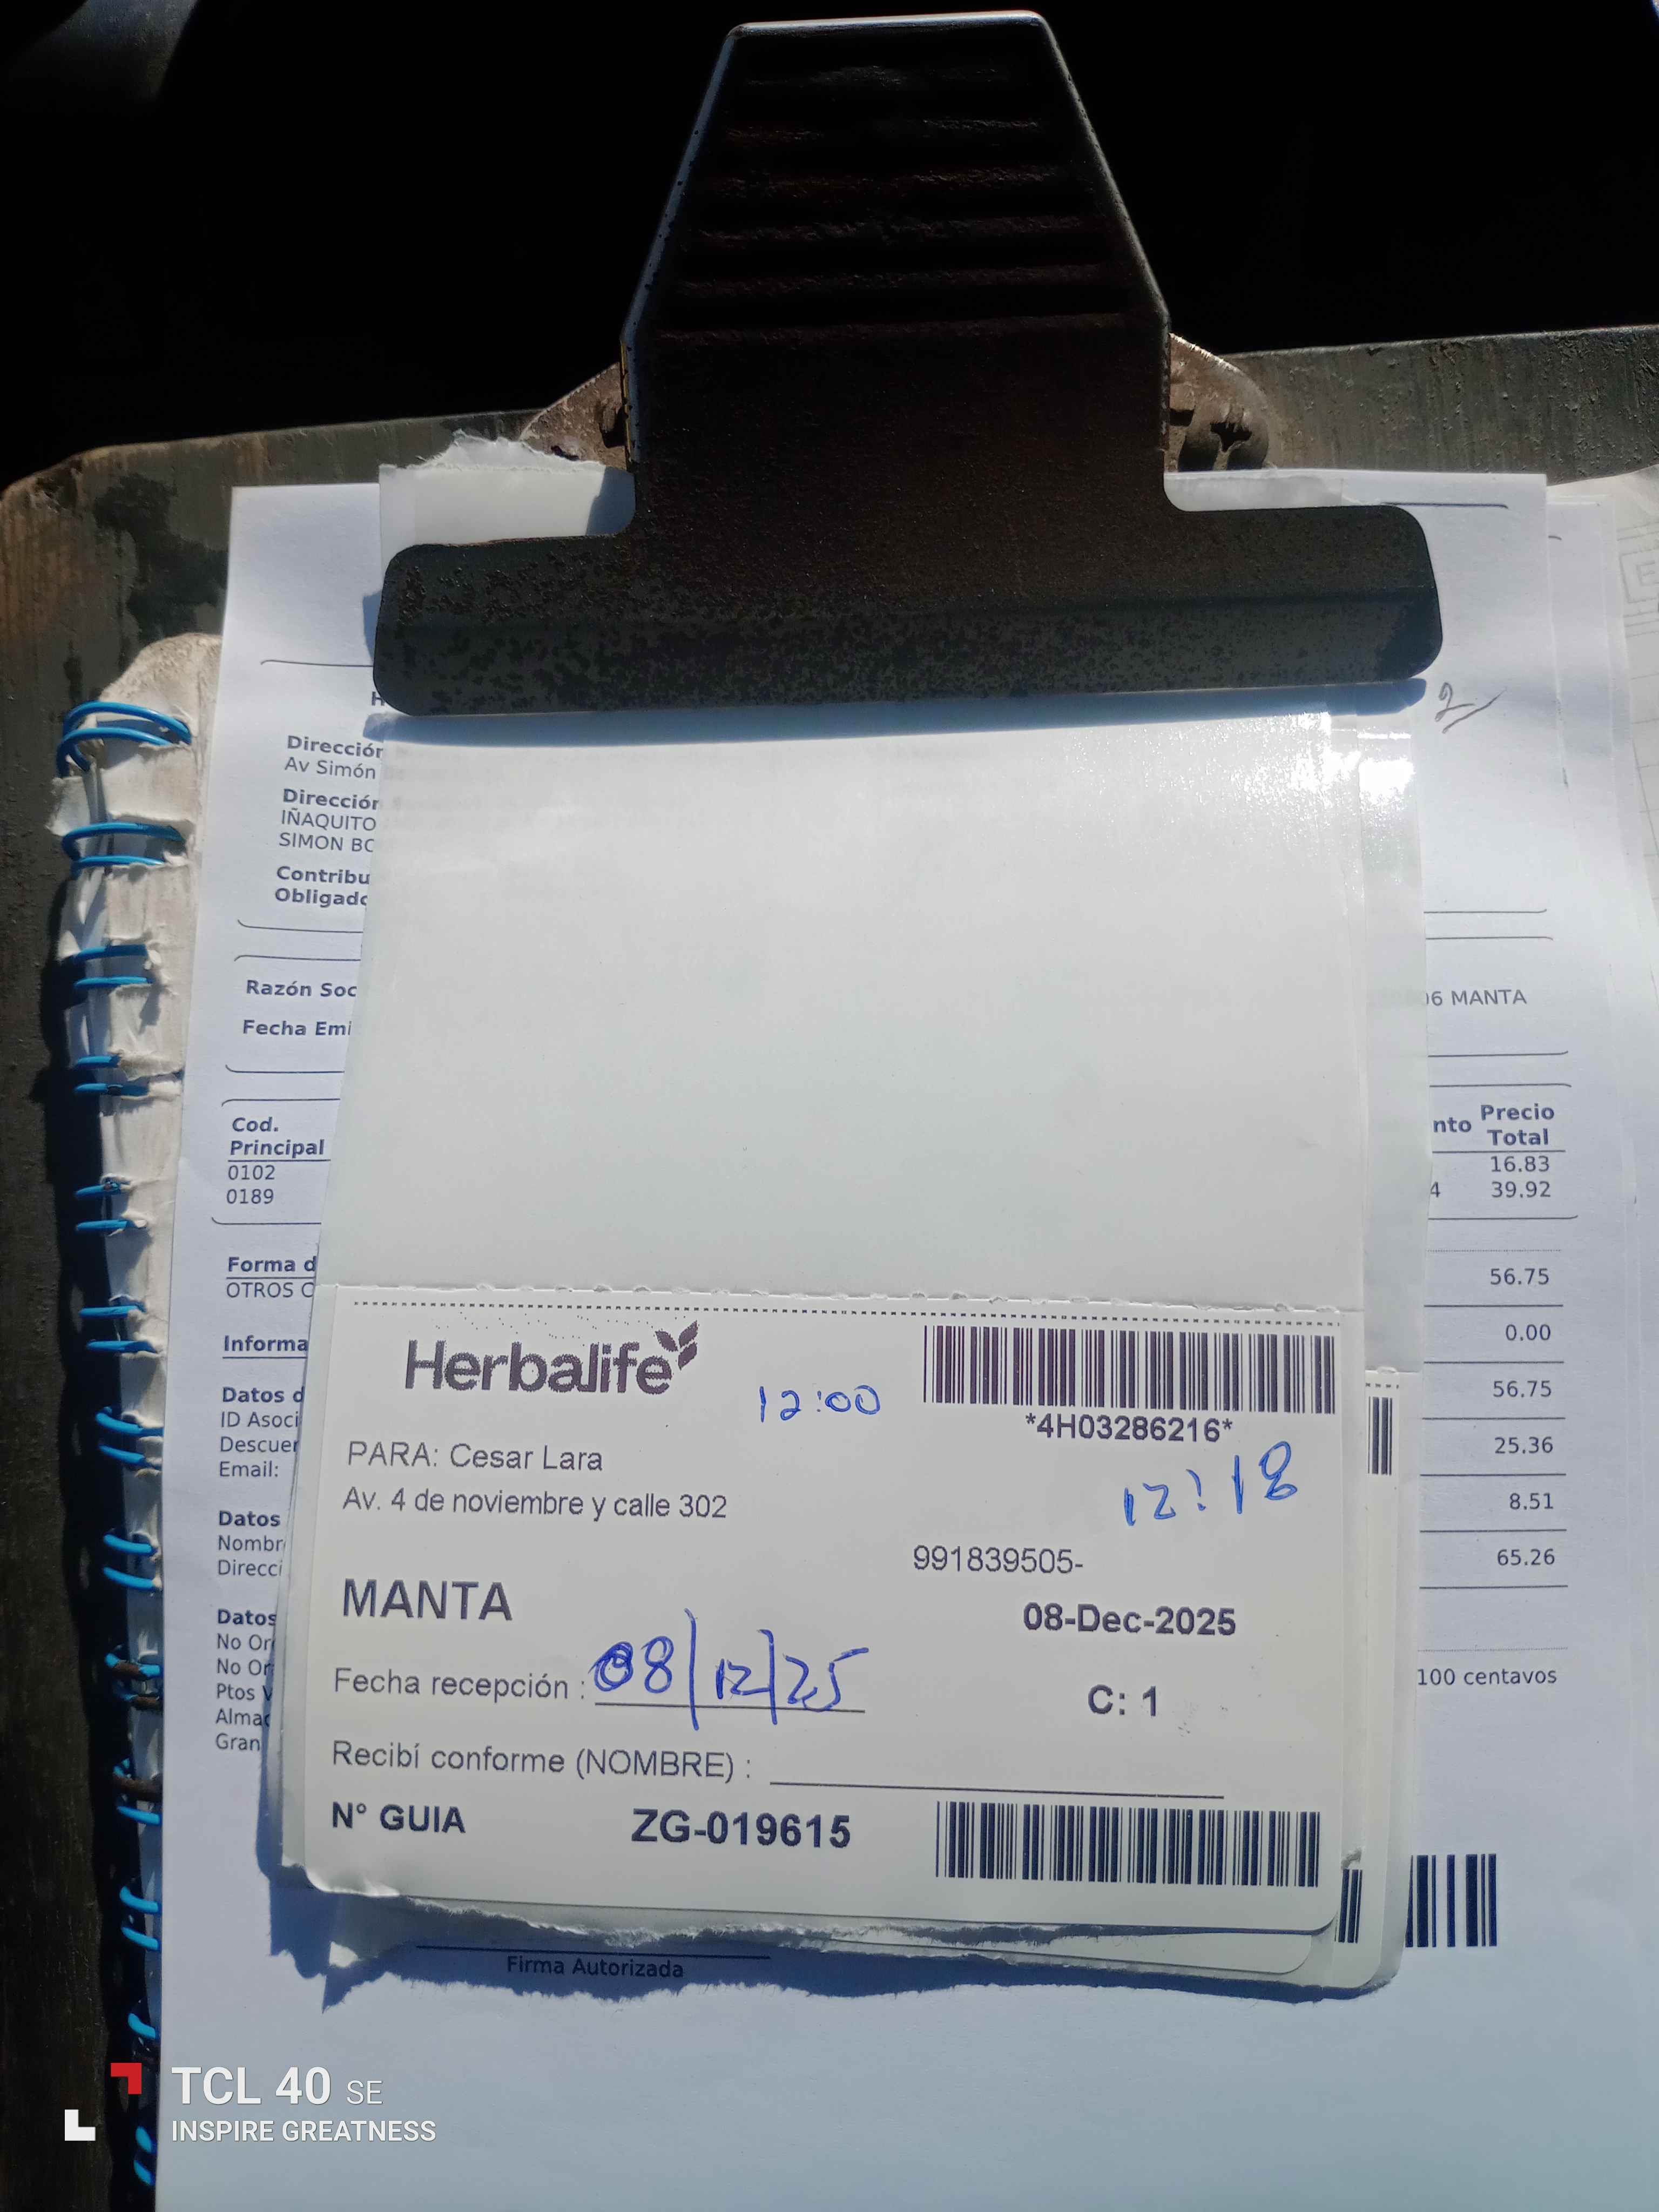 2
H
Dirección
Av Simón
Dirección
IÑAQUITO
SIMON BO
Contribu
Obligado
Razón Soc
06 MANTA
Fecha Emi
Cod.
Principal
nto
Precio
Total
0102
16.83
0189
4
39.92
Forma d
OTROS C
56.75
Informa
0.00
Datos d
56.75
ID Asoci
Descuen
25.36
Email:
Datos
8.51
Nombr
Direcci
65.26
Datos
No Or
No Or
Ptos V
100 centavos
Almac
Gran
Herbalife
12:00
*4H03286216*
PARA: Cesar Lara
12:18
Av. 4 de noviembre y calle 302
991839505-
MANTA
08-Dec-2025
Fecha recepción : 08/12/25
C: 1
Recibí conforme (NOMBRE) :
N° GUIA ZG-019615
Firma Autorizada
TCL 40 SE
INSPIRE GREATNESS